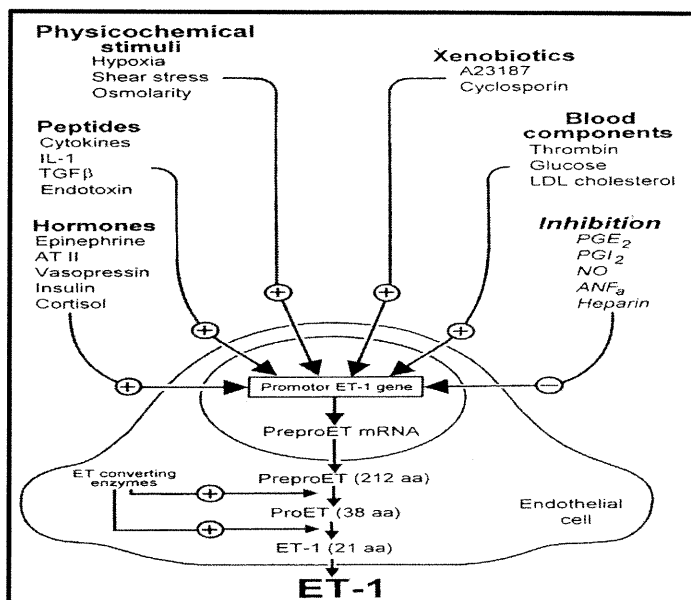 Physicochemical
stimuli
Hypoxia
Shear stress
Osmolarity
Xenobiotics
A23187
Cyclosporin
Peptides
Cytokines
IL-1
TGFβ
Endotoxin
Blood
components
Thrombin
Glucose
LDL cholesterol
Hormones
Epinephrine
AT II
Vasopressin
Insulin
Cortisol
Inhibition
PGE2
PGI2
NO
ANFa
Heparin
+
+
+
+
+
−
Promotor ET-1 gene
PreproET mRNA
ET converting
enzymes
PreproET (212 aa)
+
ProET (38 aa)
+
ET-1 (21 aa)
Endothelial
cell
ET-1